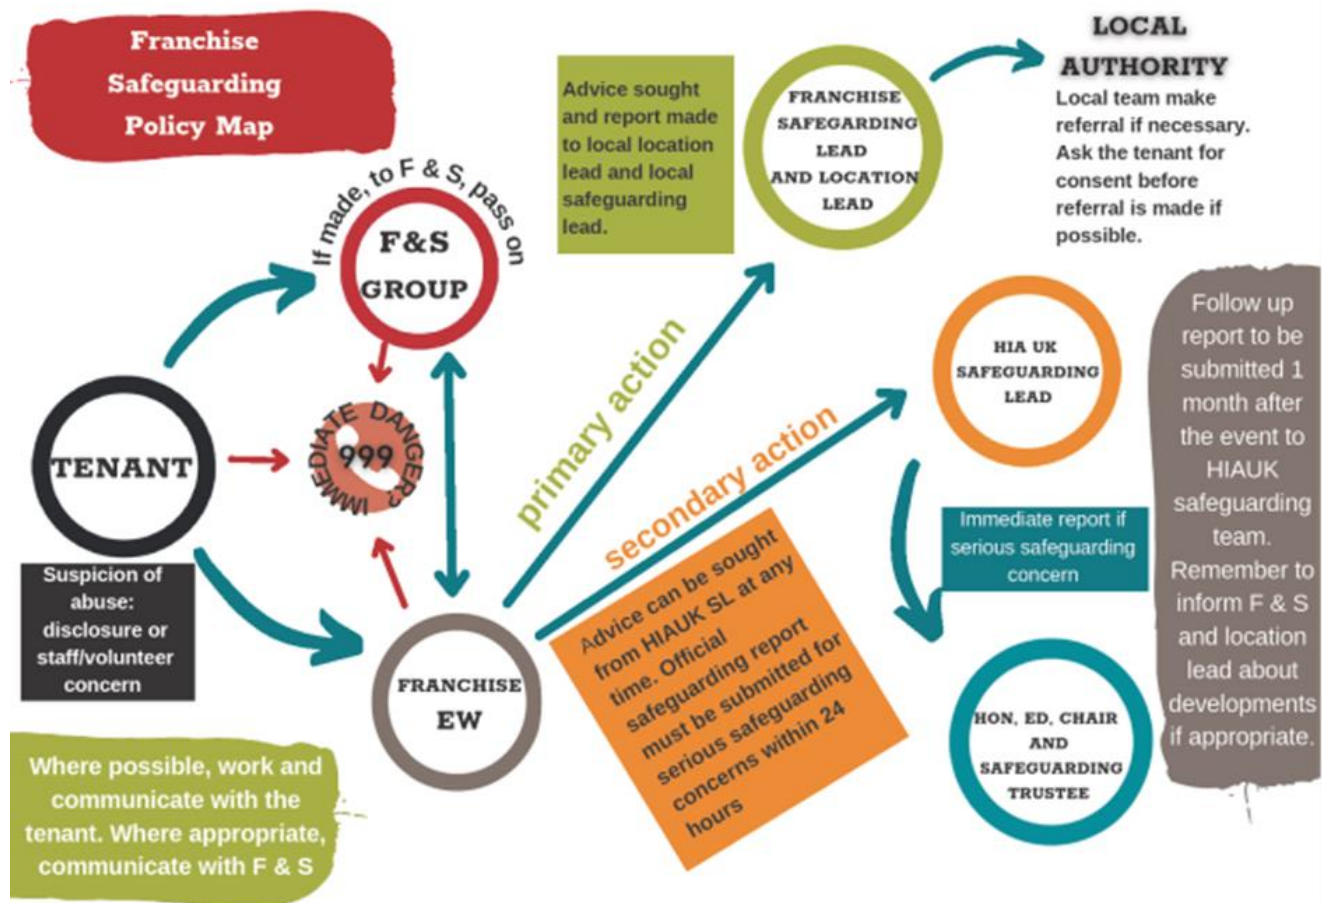 Franchise
Safeguarding
Policy Map
If made, to F & S, pass on
F&S
GROUP
IMMEDIATE DANGER?
999
TENANT
Suspicion of
abuse:
disclosure or
staff/volunteer
concern
Where possible, work and
communicate with the
tenant. Where appropriate,
communicate with F & S
FRANCHISE
EW
primary action
Advice sought
and report made
to local location
lead and local
safeguarding
lead.
FRANCHISE
SAFEGARDING
LEAD
AND LOCATION
LEAD
LOCAL
AUTHORITY
Local team make
referral if necessary.
Ask the tenant for
consent before
referral is made if
possible.
secondary action
Advice can be sought
from HIAUK SL at any
time. Official
safeguarding report
must be submitted for
serious safeguarding
concerns within 24
hours
HIA UK
SAFEGUARDING
LEAD
Immediate report if
serious safeguarding
concern
HON, ED, CHAIR
AND
SAFEGUARDING
TRUSTEE
Follow up
report to be
submitted 1
month after
the event to
HIAUK
safeguarding
team.
Remember to
inform F & S
and location
lead about
developments
if appropriate.